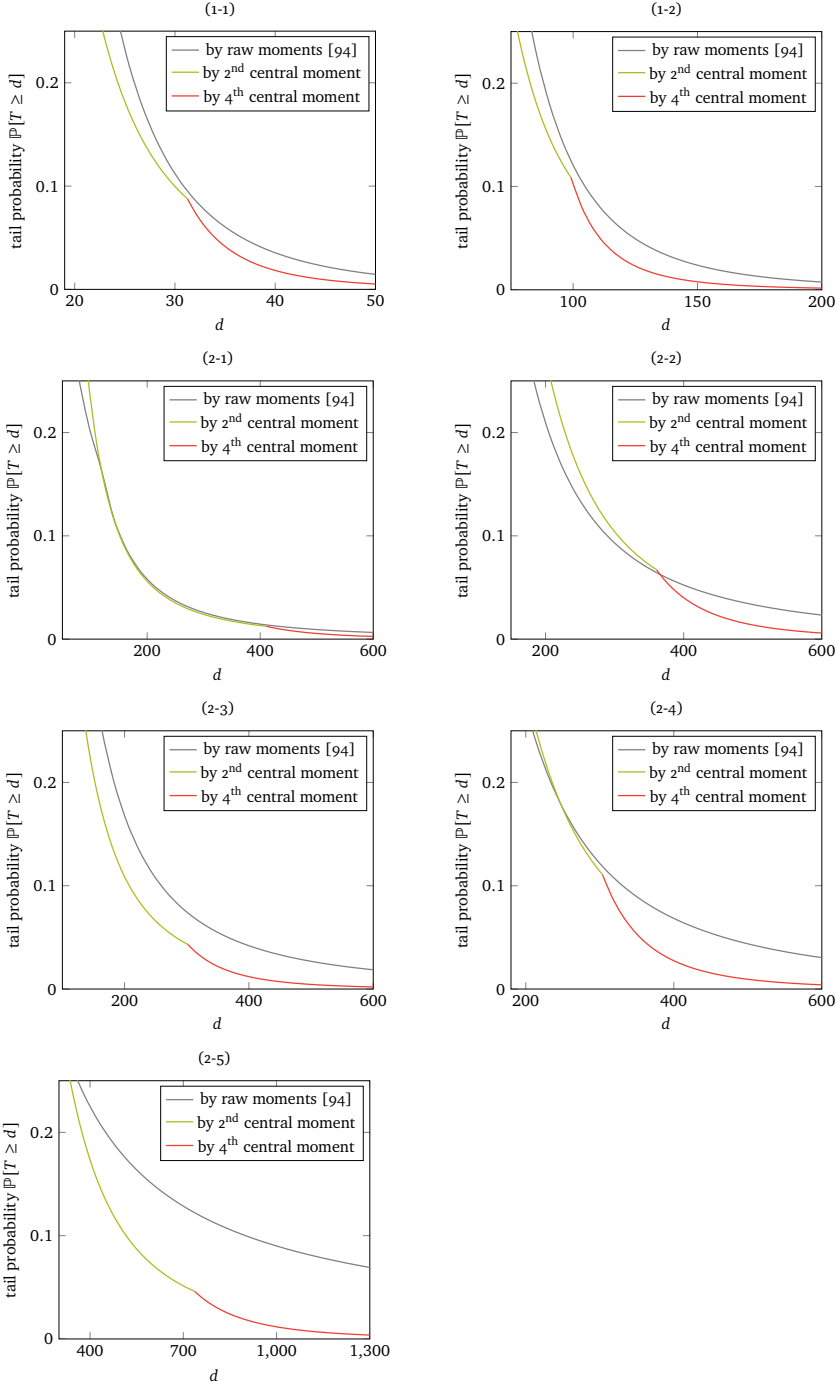 (1-1)
tail probability ℙ[T ≥ d]
0.2
0.1
0
by raw moments [94]
by 2nd central moment
by 4th central moment
20 30 40 50
d
(1-2)
tail probability ℙ[T ≥ d]
0.2
0.1
0
by raw moments [94]
by 2nd central moment
by 4th central moment
100 150 200
d
(2-1)
tail probability ℙ[T ≥ d]
0.2
0.1
0
by raw moments [94]
by 2nd central moment
by 4th central moment
200 400 600
d
(2-2)
tail probability ℙ[T ≥ d]
0.2
0.1
0
by raw moments [94]
by 2nd central moment
by 4th central moment
200 400 600
d
(2-3)
tail probability ℙ[T ≥ d]
0.2
0.1
0
by raw moments [94]
by 2nd central moment
by 4th central moment
200 400 600
d
(2-4)
tail probability ℙ[T ≥ d]
0.2
0.1
0
by raw moments [94]
by 2nd central moment
by 4th central moment
200 400 600
d
(2-5)
tail probability ℙ[T ≥ d]
0.2
0.1
0
by raw moments [94]
by 2nd central moment
by 4th central moment
400 700 1,000 1,300
d